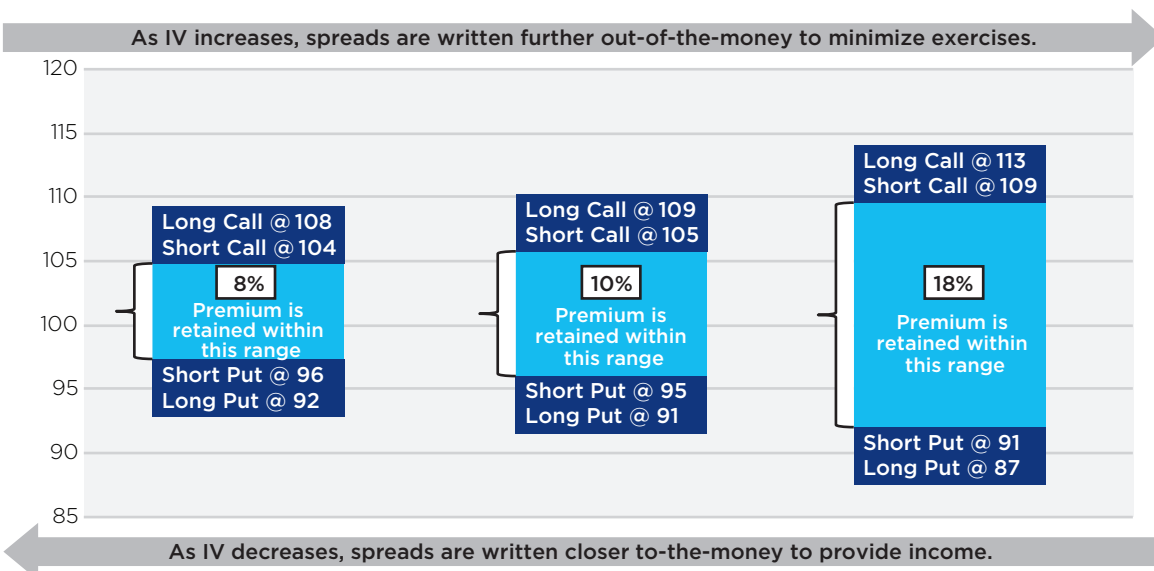 As IV increases, spreads are written further out-of-the-money to minimize exercises.
120
115
110
105
100
95
90
85
Long Call @ 108
Short Call @ 104
8%
Premium is
retained within
this range
Short Put @ 96
Long Put @ 92
Long Call @ 109
Short Call @ 105
10%
Premium is
retained within
this range
Short Put @ 95
Long Put @ 91
Long Call @ 113
Short Call @ 109
18%
Premium is
retained within
this range
Short Put @ 91
Long Put @ 87
As IV decreases, spreads are written closer to-the-money to provide income.